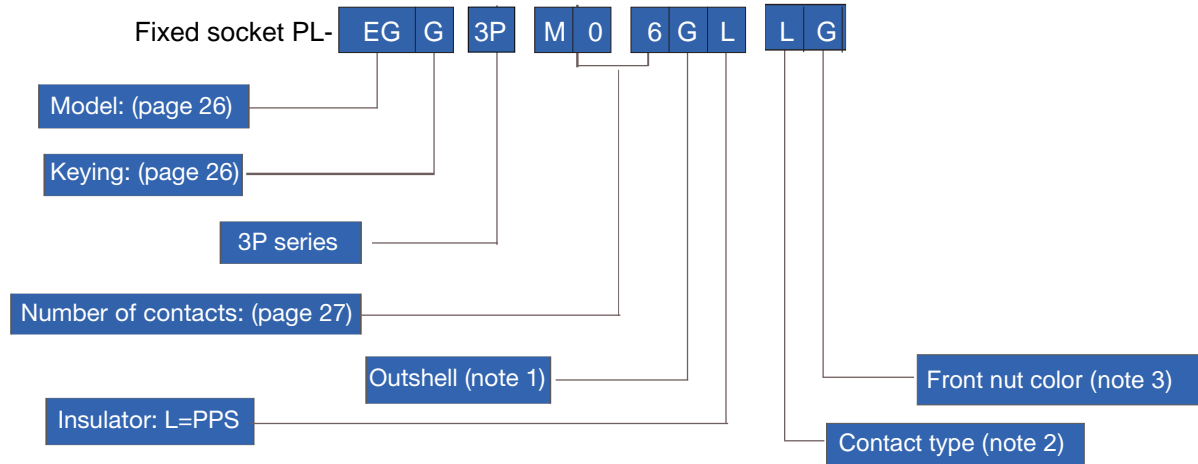 Fixed socket PL- EG G 3P M 0 6 G L L G
Model: (page 26)
Keying: (page 26)
3P series
Number of contacts: (page 27)
Outshell (note 1)
Front nut color (note 3)
Insulator: L=PPS
Contact type (note 2)